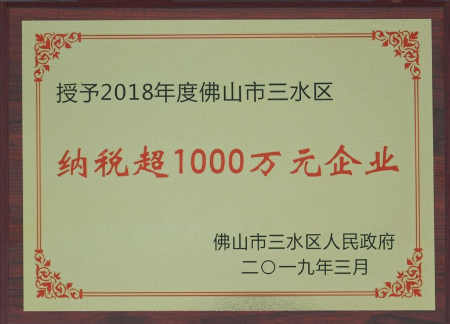 授予2018年度佛山市三水区
纳税超1000万元企业
佛山市三水区人民政府
二〇一九年三月